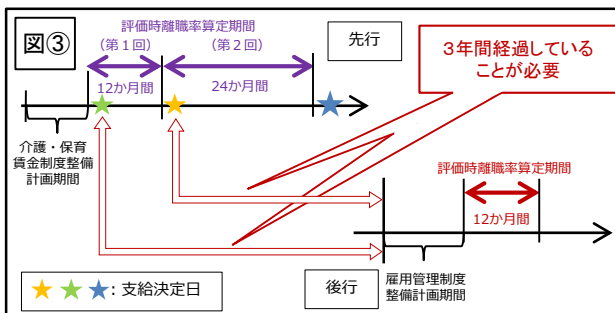 図③
評価時離職率算定期間
（第１回）
（第２回）
12か月間
24か月間
先行
３年間経過している
ことが必要
介護・保育
賃金制度整備
計画期間
評価時離職率算定期間
12か月間
後行
雇用管理制度
整備計画期間
★ ★ ★：支給決定日